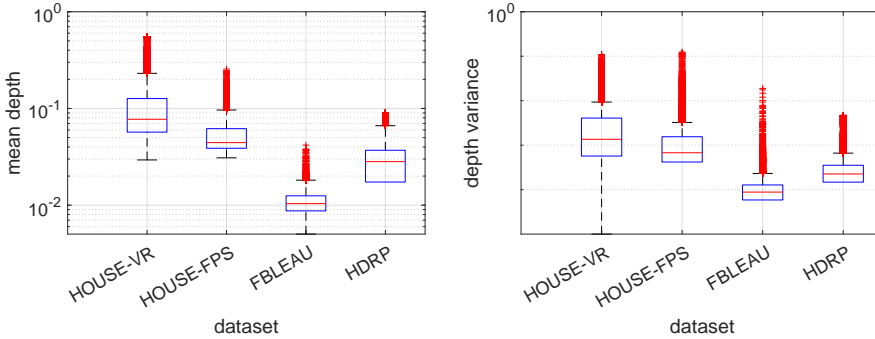 10^0
10^-1
10^-2
mean depth
HOUSE-VR
HOUSE-FPS
FBLEAU
HDRP
dataset
10^0
depth variance
HOUSE-VR
HOUSE-FPS
FBLEAU
HDRP
dataset